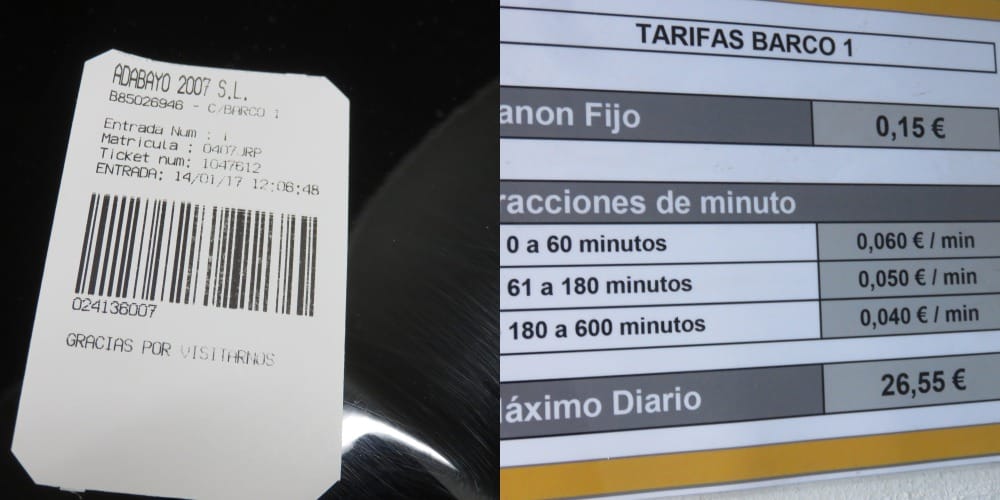 ADABAYO 2007 S.L.
B85026946 - C/BARCO 1
Entrada Num : 1
Matricula : 0407JRP
Ticket num: 1047612
ENTRADA: 14/01/17 12:06:48
024136007
GRACIAS POR VISITARNOS
TARIFAS BARCO 1
anon Fijo 0,15 €
racciones de minuto
0 a 60 minutos 0,060 € / min
61 a 180 minutos 0,050 € / min
180 a 600 minutos 0,040 € / min
áximo Diario 26,55 €